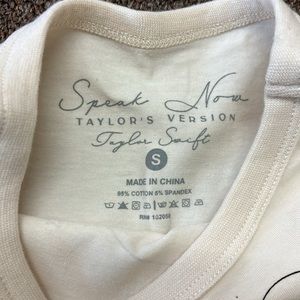 Speak Now
TAYLOR'S VERSION
Taylor Swift
S
MADE IN CHINA
95% COTTON 5% SPANDEX